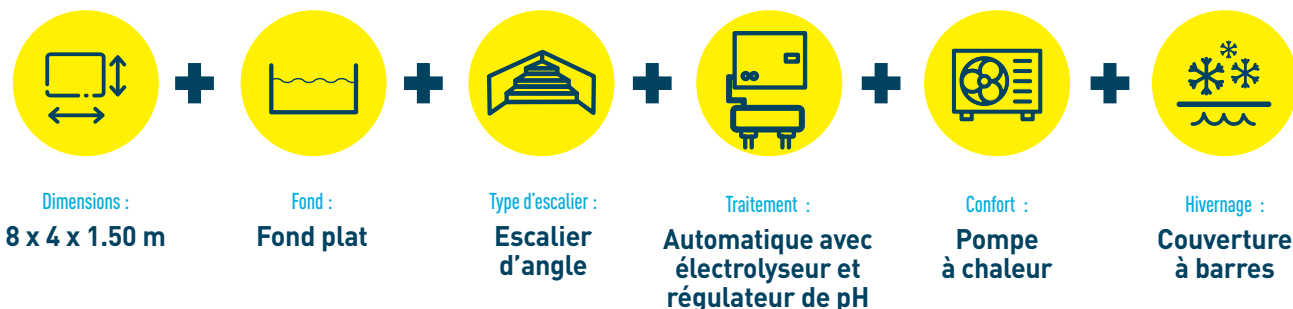 Dimensions :
8 x 4 x 1.50 m
Fond :
Fond plat
Type d'escalier :
Escalier
d'angle
Traitement :
Automatique avec
électrolyseur et
régulateur de pH
Confort :
Pompe
à chaleur
Hivernage :
Couverture
à barres